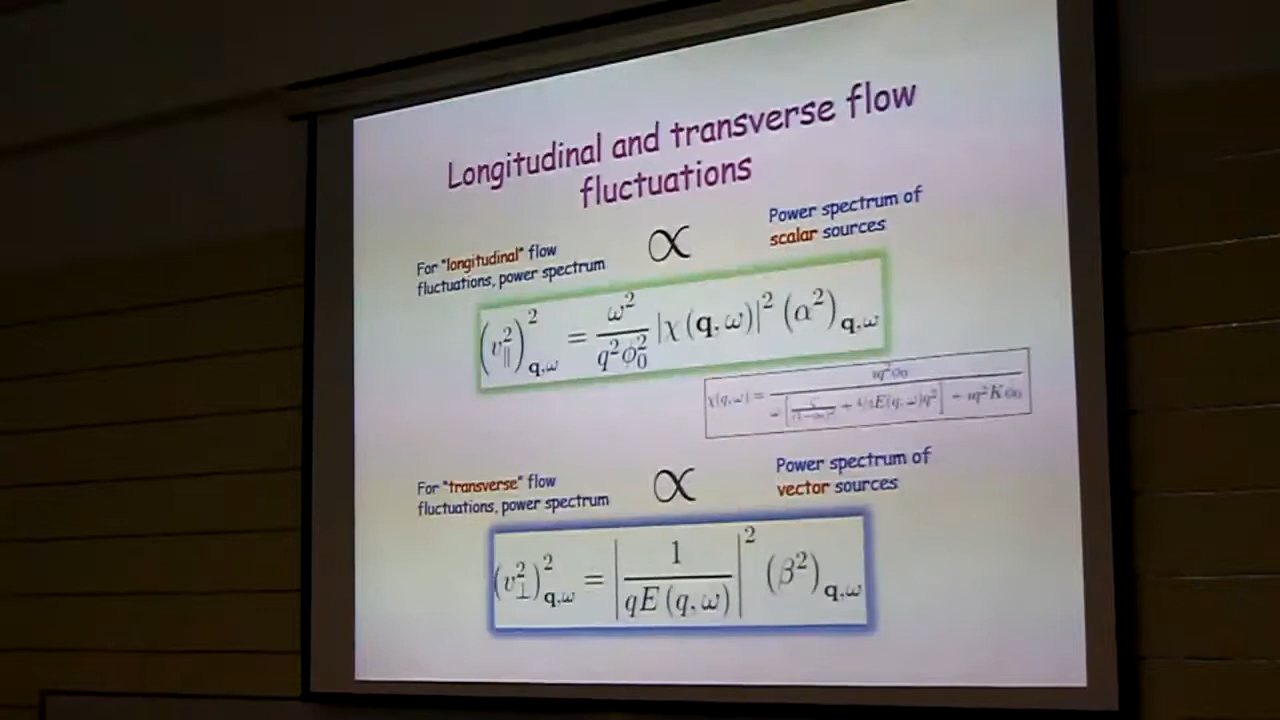 Longitudinal and transverse flow
fluctuations
For "longitudinal" flow
fluctuations, power spectrum
∝
Power spectrum of
scalar sources
(v∥²)²_{q,ω} = ω²/(q²ϕ₀²) |χ(q,ω)|² (α²)_{q,ω}
χ(q,ω) =
For "transverse" flow
fluctuations, power spectrum
∝
Power spectrum of
vector sources
(v⊥²)²_{q,ω} = |1/(qE(q,ω))|² (β²)_{q,ω}